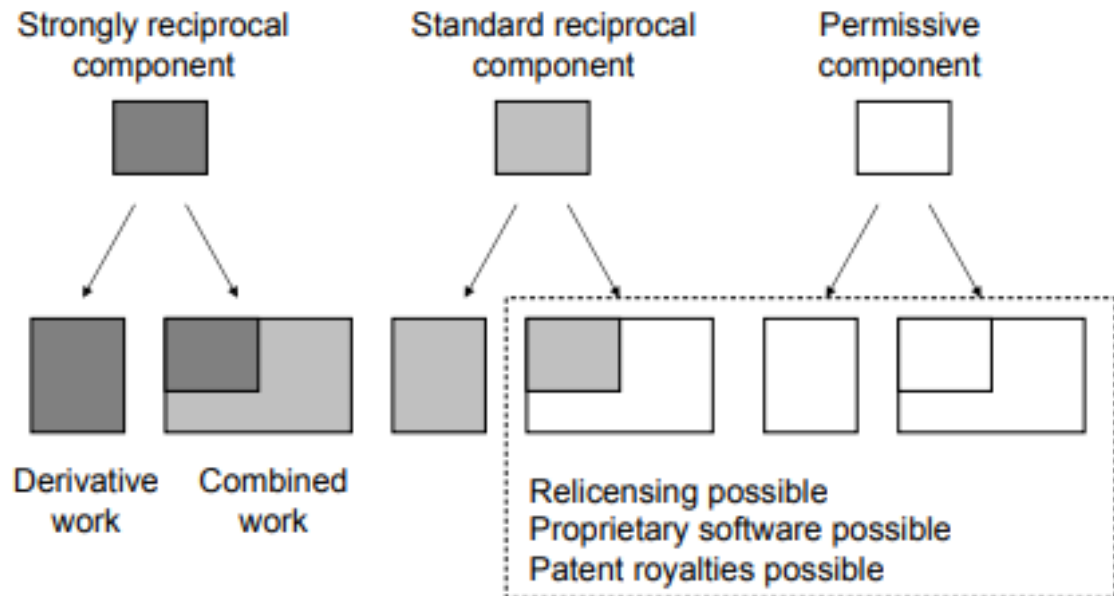 Strongly reciprocal
component
Standard reciprocal
component
Permissive
component
Derivative
work
Combined
work
Relicensing possible
Proprietary software possible
Patent royalties possible